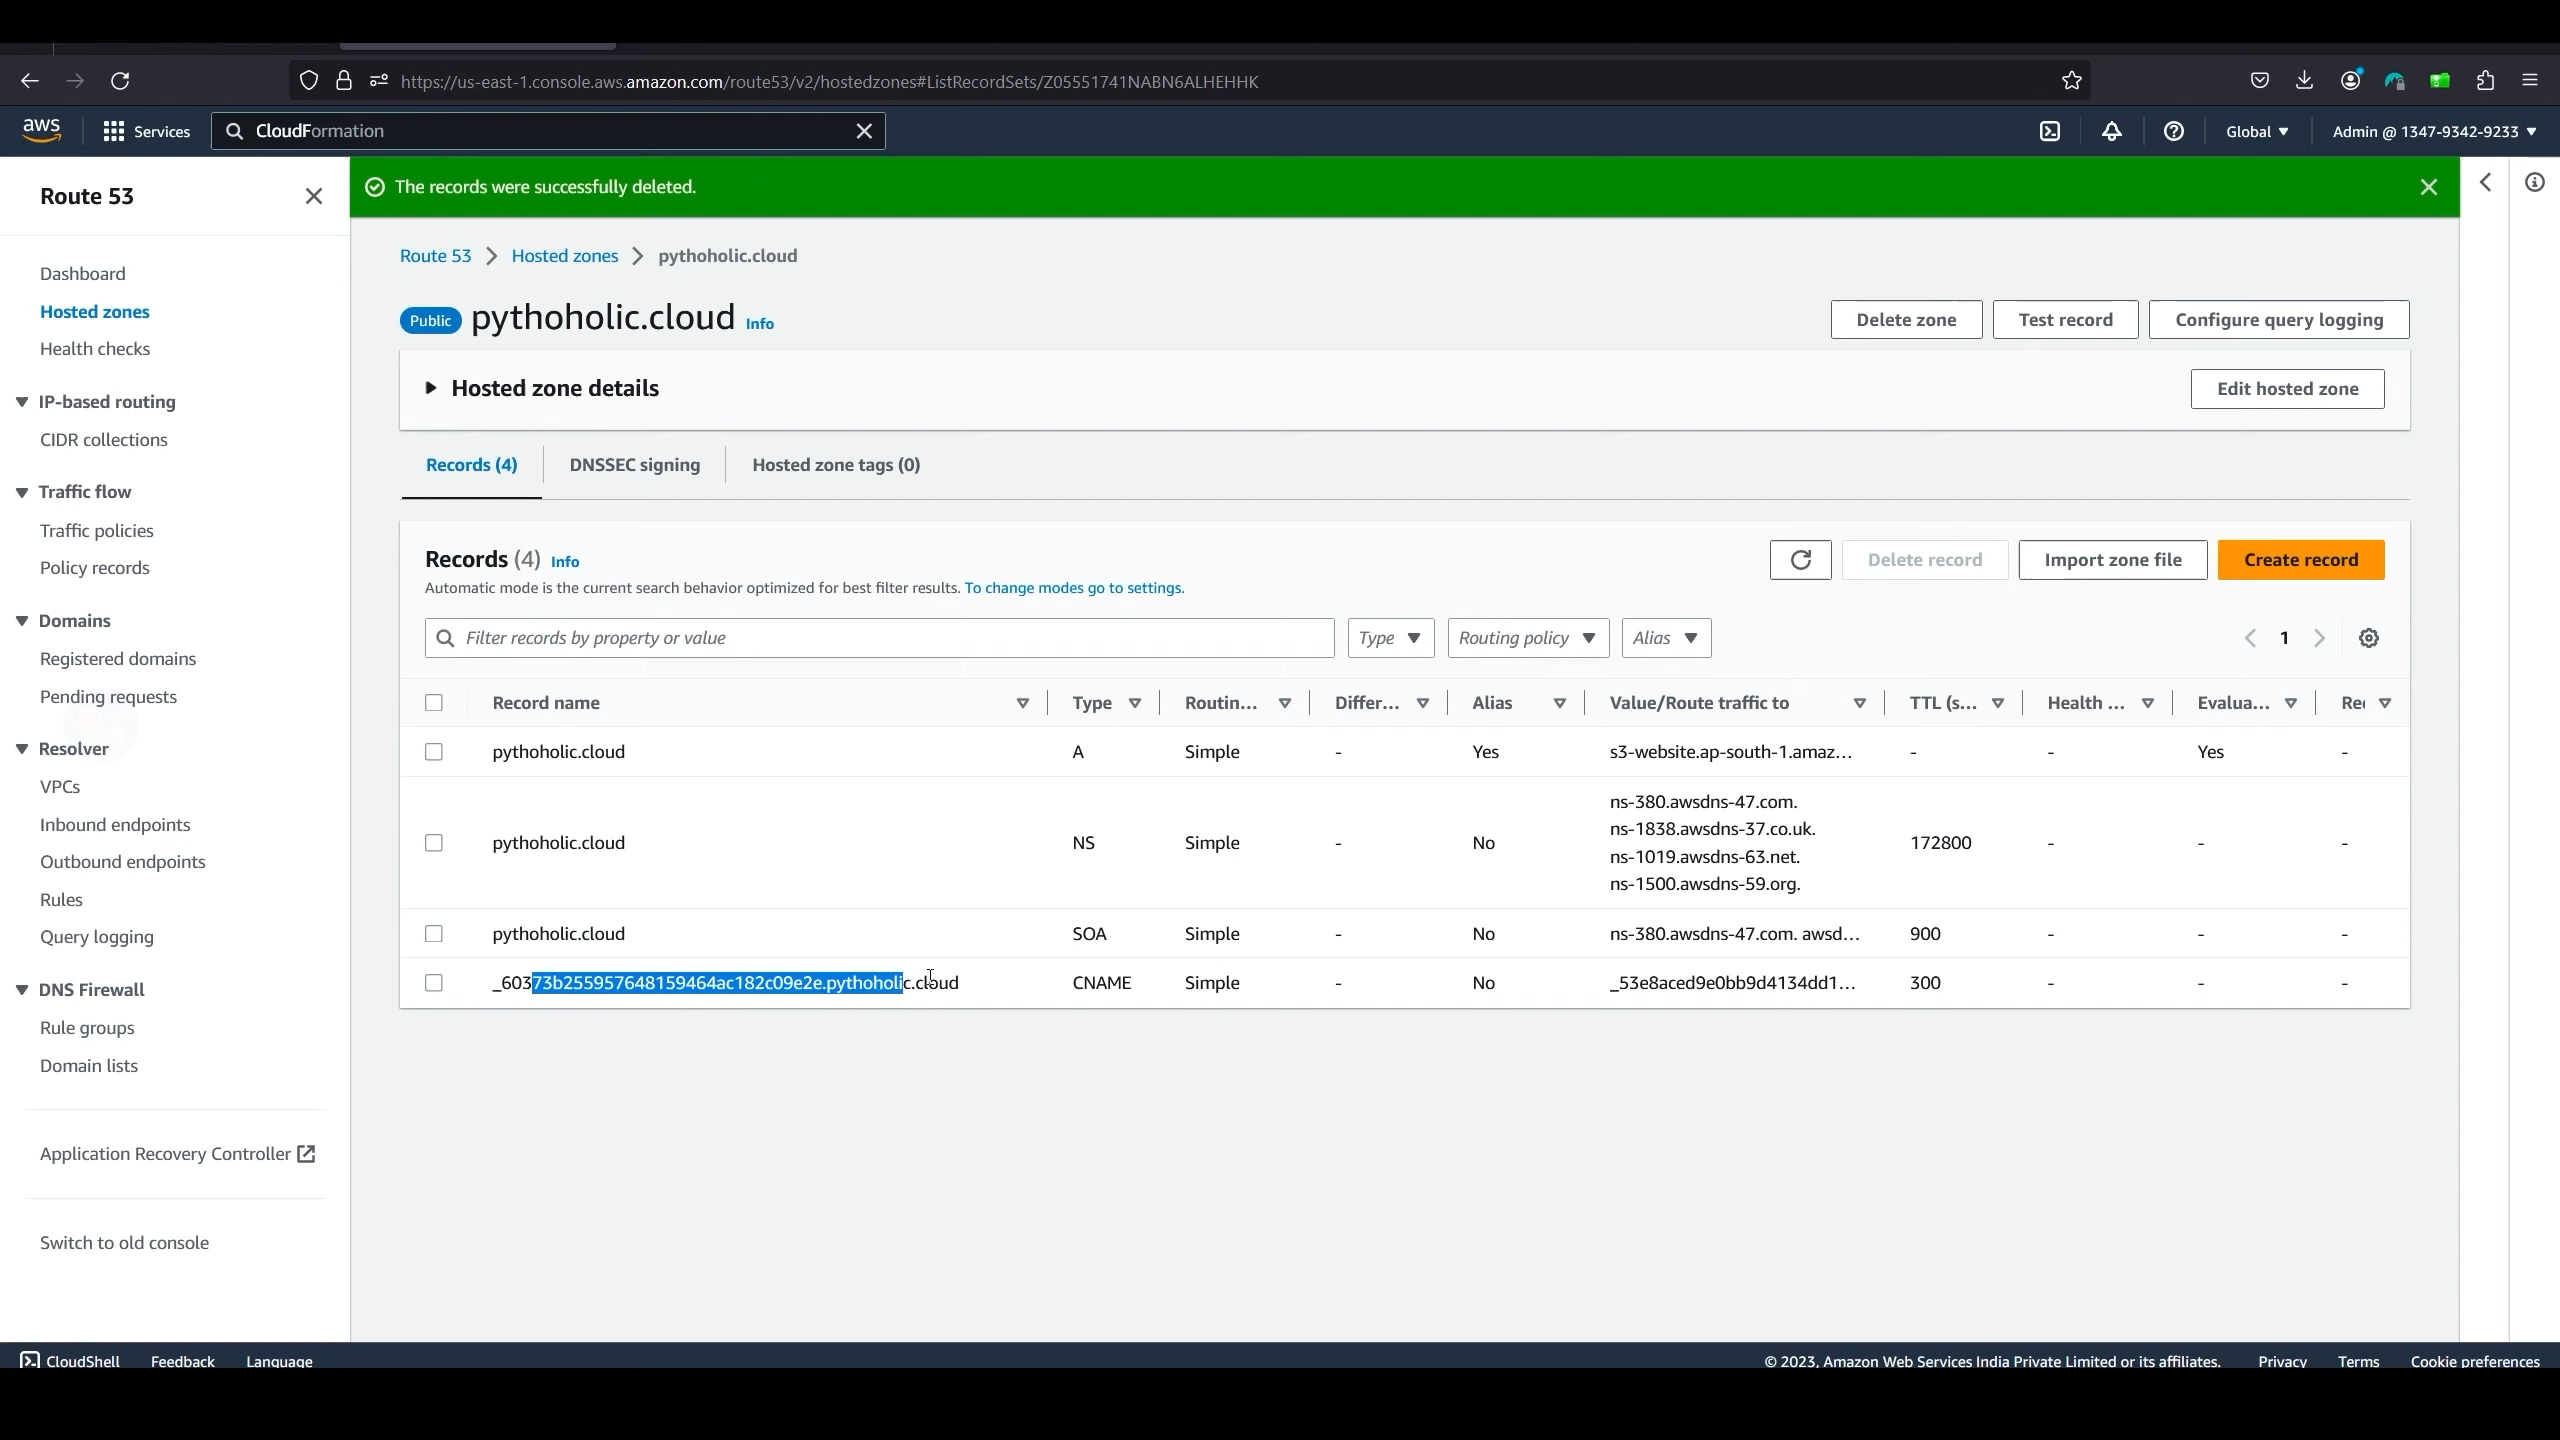 https://us-east-1.console.aws.amazon.com/route53/v2/hostedzones#ListRecordSets/Z05551741NABN6ALHEHHK
aws Services CloudFormation Global Admin @ 1347-9342-9233
Route 53
The records were successfully deleted.
Route 53 Hosted zones pythoholic.cloud
Dashboard
Hosted zones
Health checks
IP-based routing
CIDR collections
Traffic flow
Traffic policies
Policy records
Domains
Registered domains
Pending requests
Resolver
VPCs
Inbound endpoints
Outbound endpoints
Rules
Query logging
DNS Firewall
Rule groups
Domain lists
Application Recovery Controller
Switch to old console
Public pythoholic.cloud Info Delete zone Test record Configure query logging
Hosted zone details Edit hosted zone
Records (4) DNSSEC signing Hosted zone tags (0)
Records (4) Info Delete record Import zone file Create record
Automatic mode is the current search behavior optimized for best filter results. To change modes go to settings.
Filter records by property or value Type Routing policy Alias 1
Record name Type Routin... Differ... Alias Value/Route traffic to TTL (s... Health ... Evalua... Rec
pythoholic.cloud A Simple - Yes s3-website.ap-south-1.amaz... - - Yes -
ns-380.awsdns-47.com.
ns-1838.awsdns-37.co.uk.
pythoholic.cloud NS Simple - No 172800 - - -
ns-1019.awsdns-63.net.
ns-1500.awsdns-59.org.
pythoholic.cloud SOA Simple - No ns-380.awsdns-47.com. awsd... 900 - - -
_60373b255957648159464ac182c09e2e.pythoholic.cloud CNAME Simple - No _53e8aced9e0bb9d4134dd1... 300 - - -
CloudShell Feedback Language © 2023, Amazon Web Services India Private Limited or its affiliates. Privacy Terms Cookie preferences